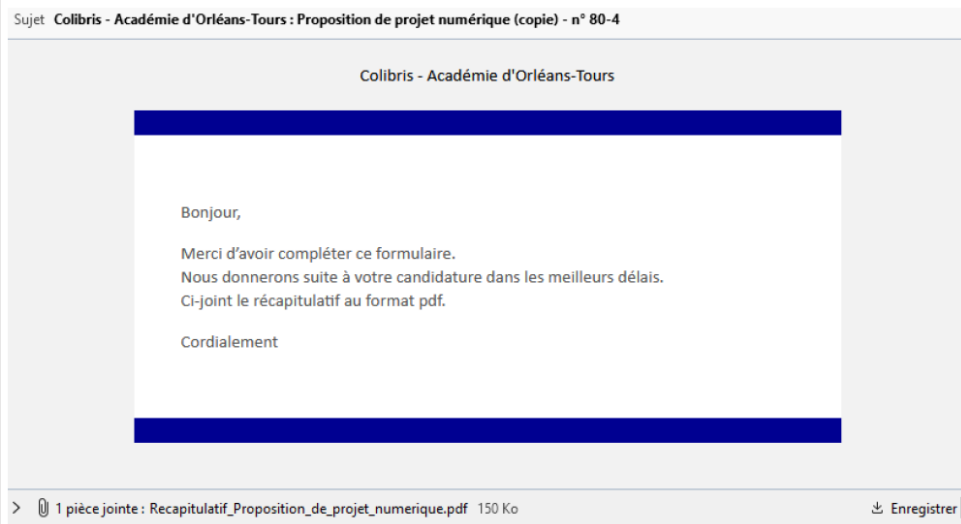 Sujet Colibris - Académie d'Orléans-Tours : Proposition de projet numérique (copie) - n° 80-4
Colibris - Académie d'Orléans-Tours
Bonjour,
Merci d’avoir compléter ce formulaire.
Nous donnerons suite à votre candidature dans les meilleurs délais.
Ci-joint le récapitulatif au format pdf.
Cordialement
1 pièce jointe : Recapitulatif_Proposition_de_projet_numerique.pdf 150 Ko
Enregistrer